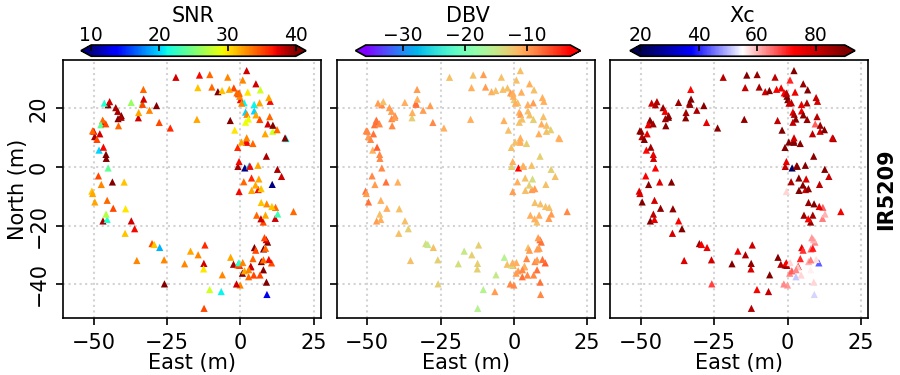 SNR DBV Xc
10 20 30 40 −30 −20 −10 20 40 60 80
20
0
−20
−40
North (m)
−50 −25 0 25 −50 −25 0 25 −50 −25 0 25
East (m) East (m) East (m)
IR5209